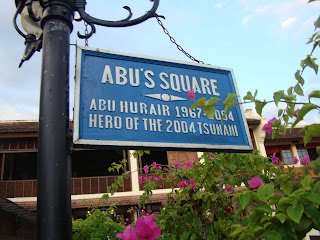 ABU'S SQUARE
ABU HURAIR 1967-2004
HERO OF THE 2004 TSUNAMI